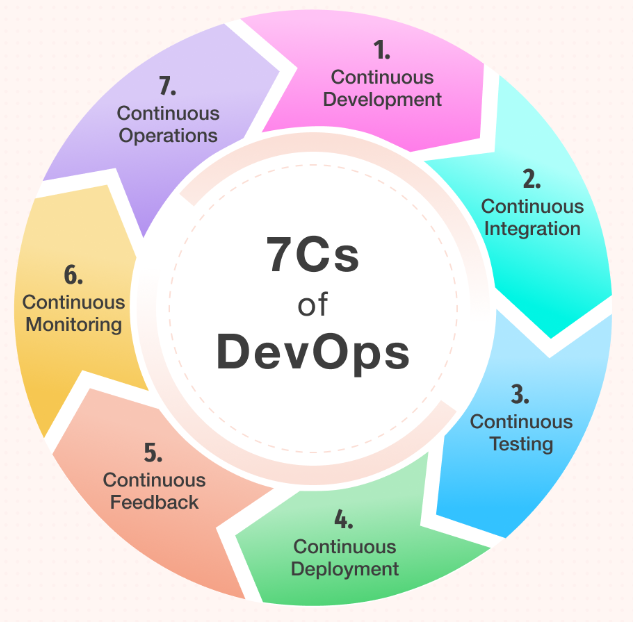 7Cs
of
DevOps
1.
Continuous
Development
2.
Continuous
Integration
3.
Continuous
Testing
4.
Continuous
Deployment
5.
Continuous
Feedback
6.
Continuous
Monitoring
7.
Continuous
Operations